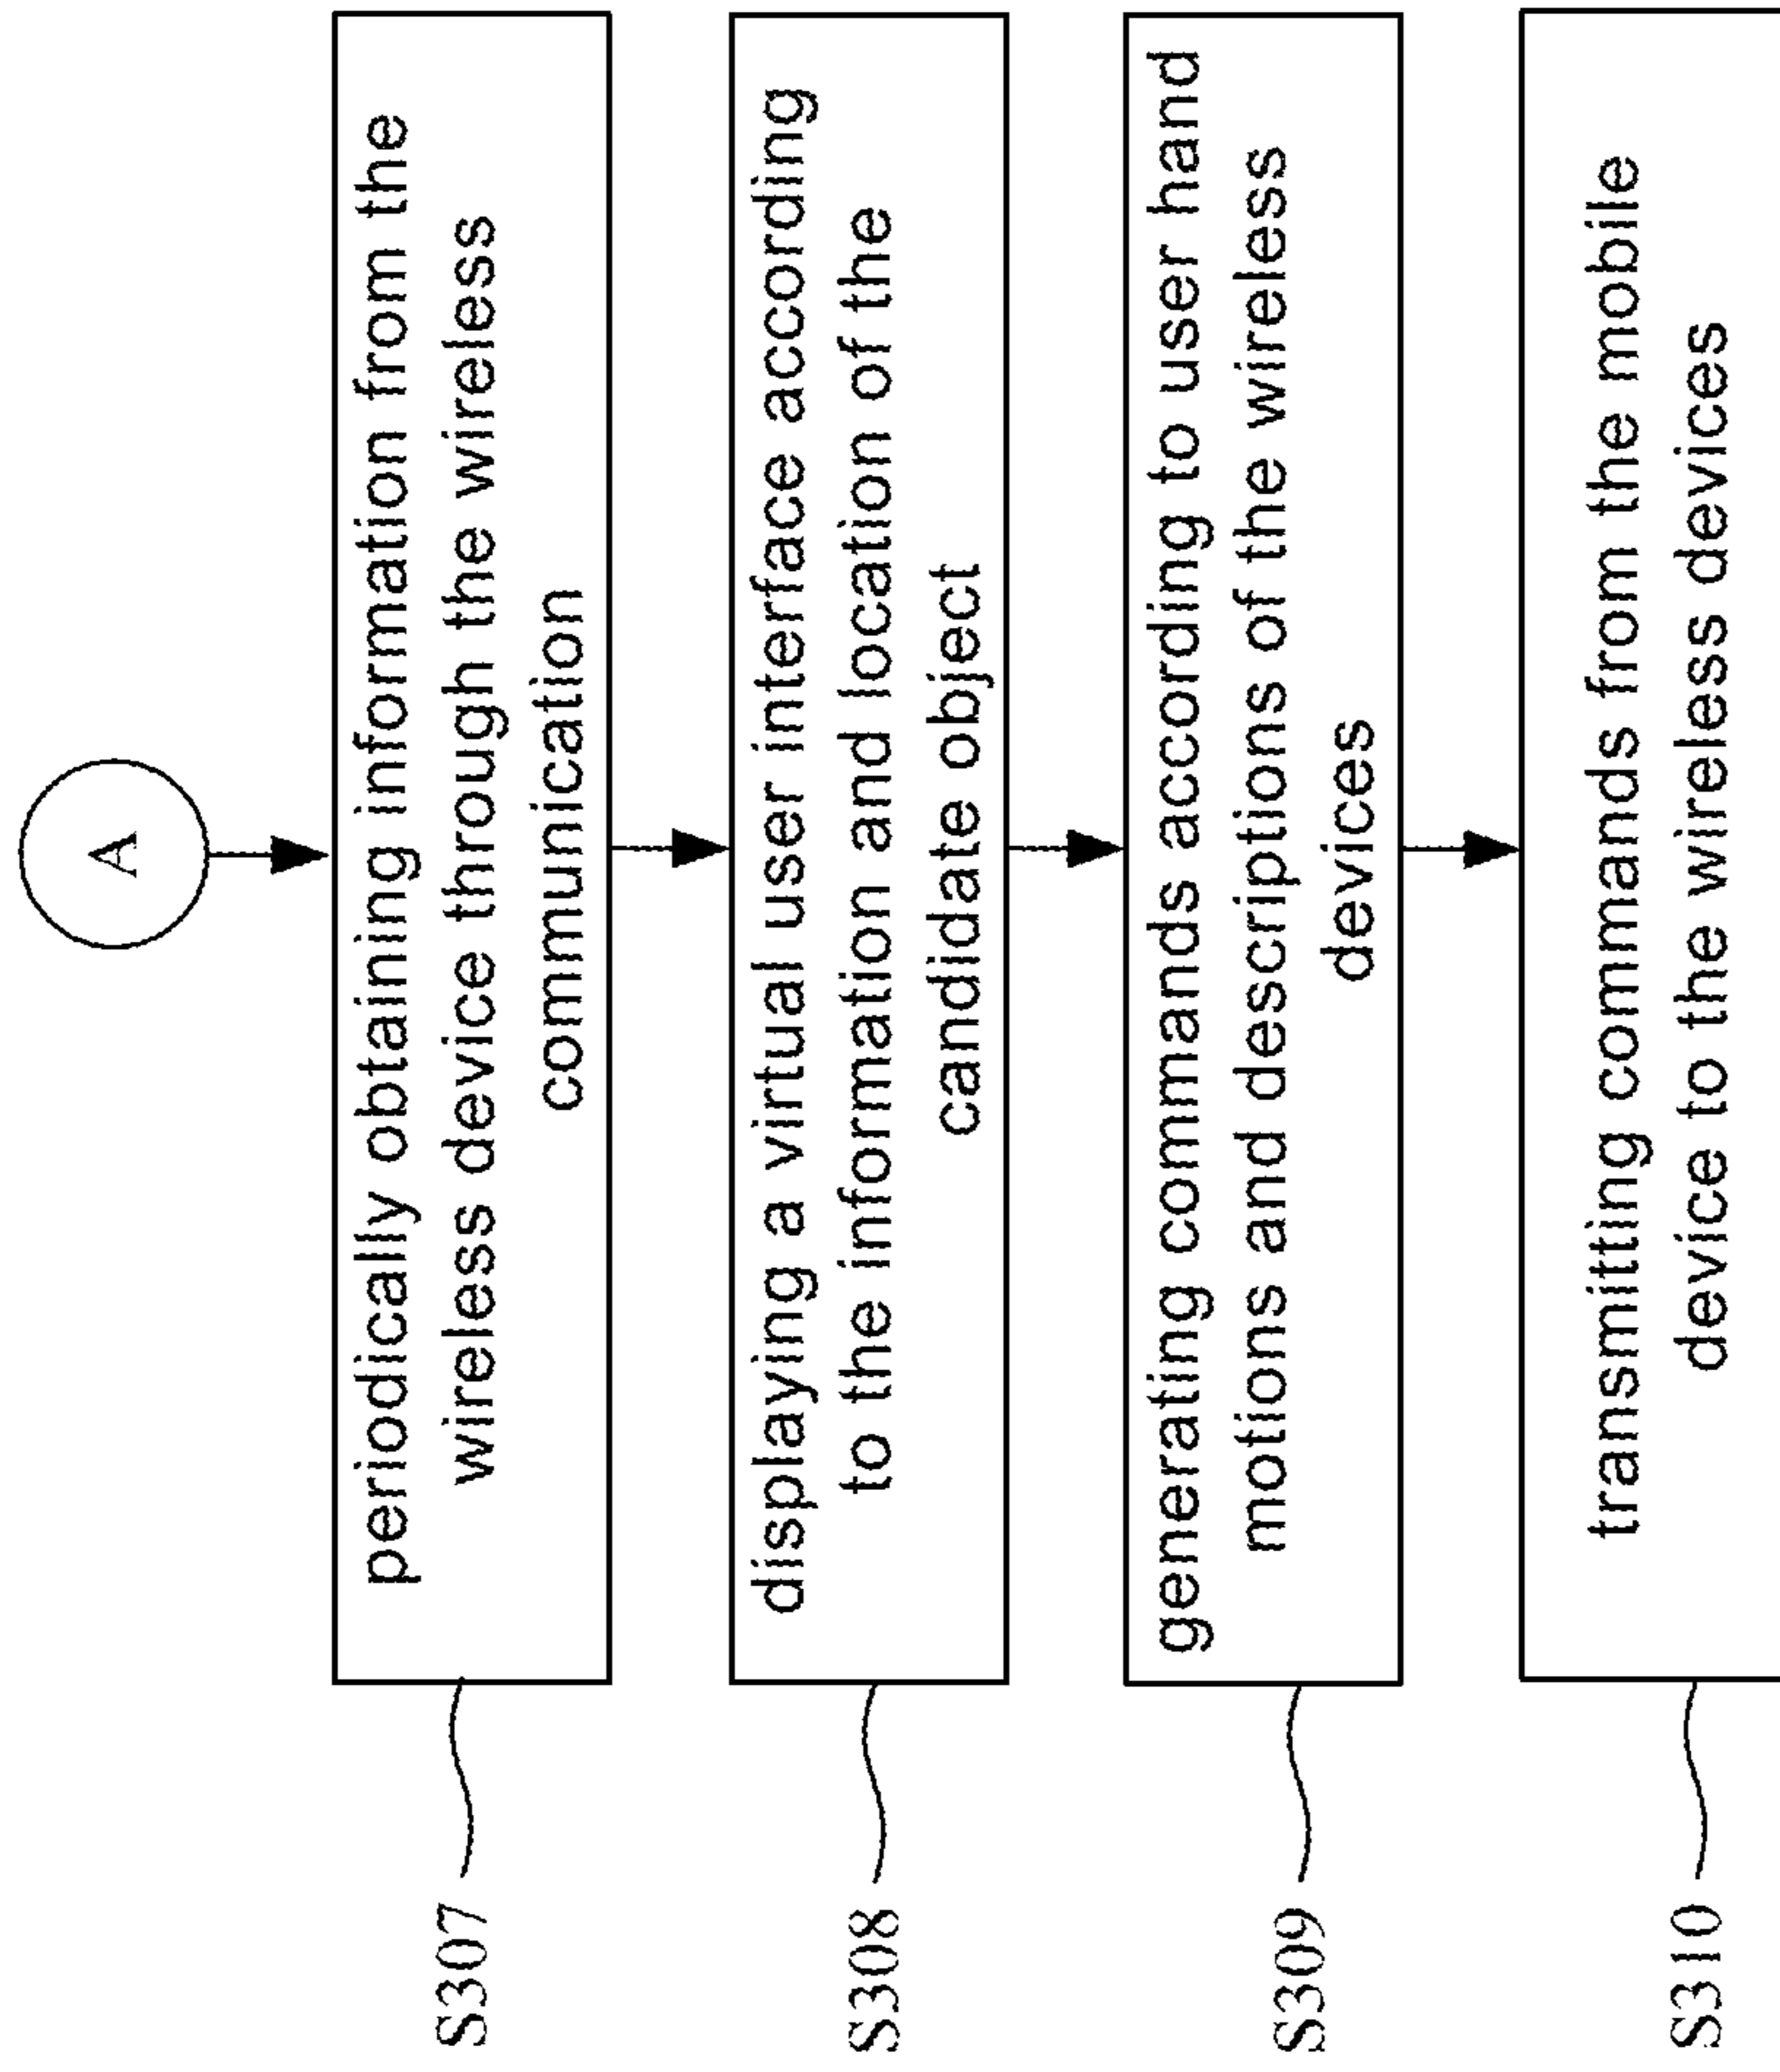 A
periodically obtaining information from the
wireless device through the wireless
communication
S307
displaying a virtual user interface according
to the information and location of the
candidate object
S308
generating commands according to user hand
motions and descriptions of the wireless
devices
S309
transmitting commands from the mobile
device to the wireless devices
S310